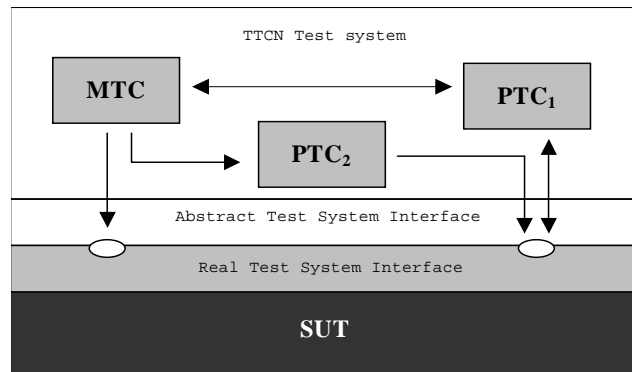 TTCN Test system
MTC
PTC₁
PTC₂
Abstract Test System Interface
Real Test System Interface
SUT